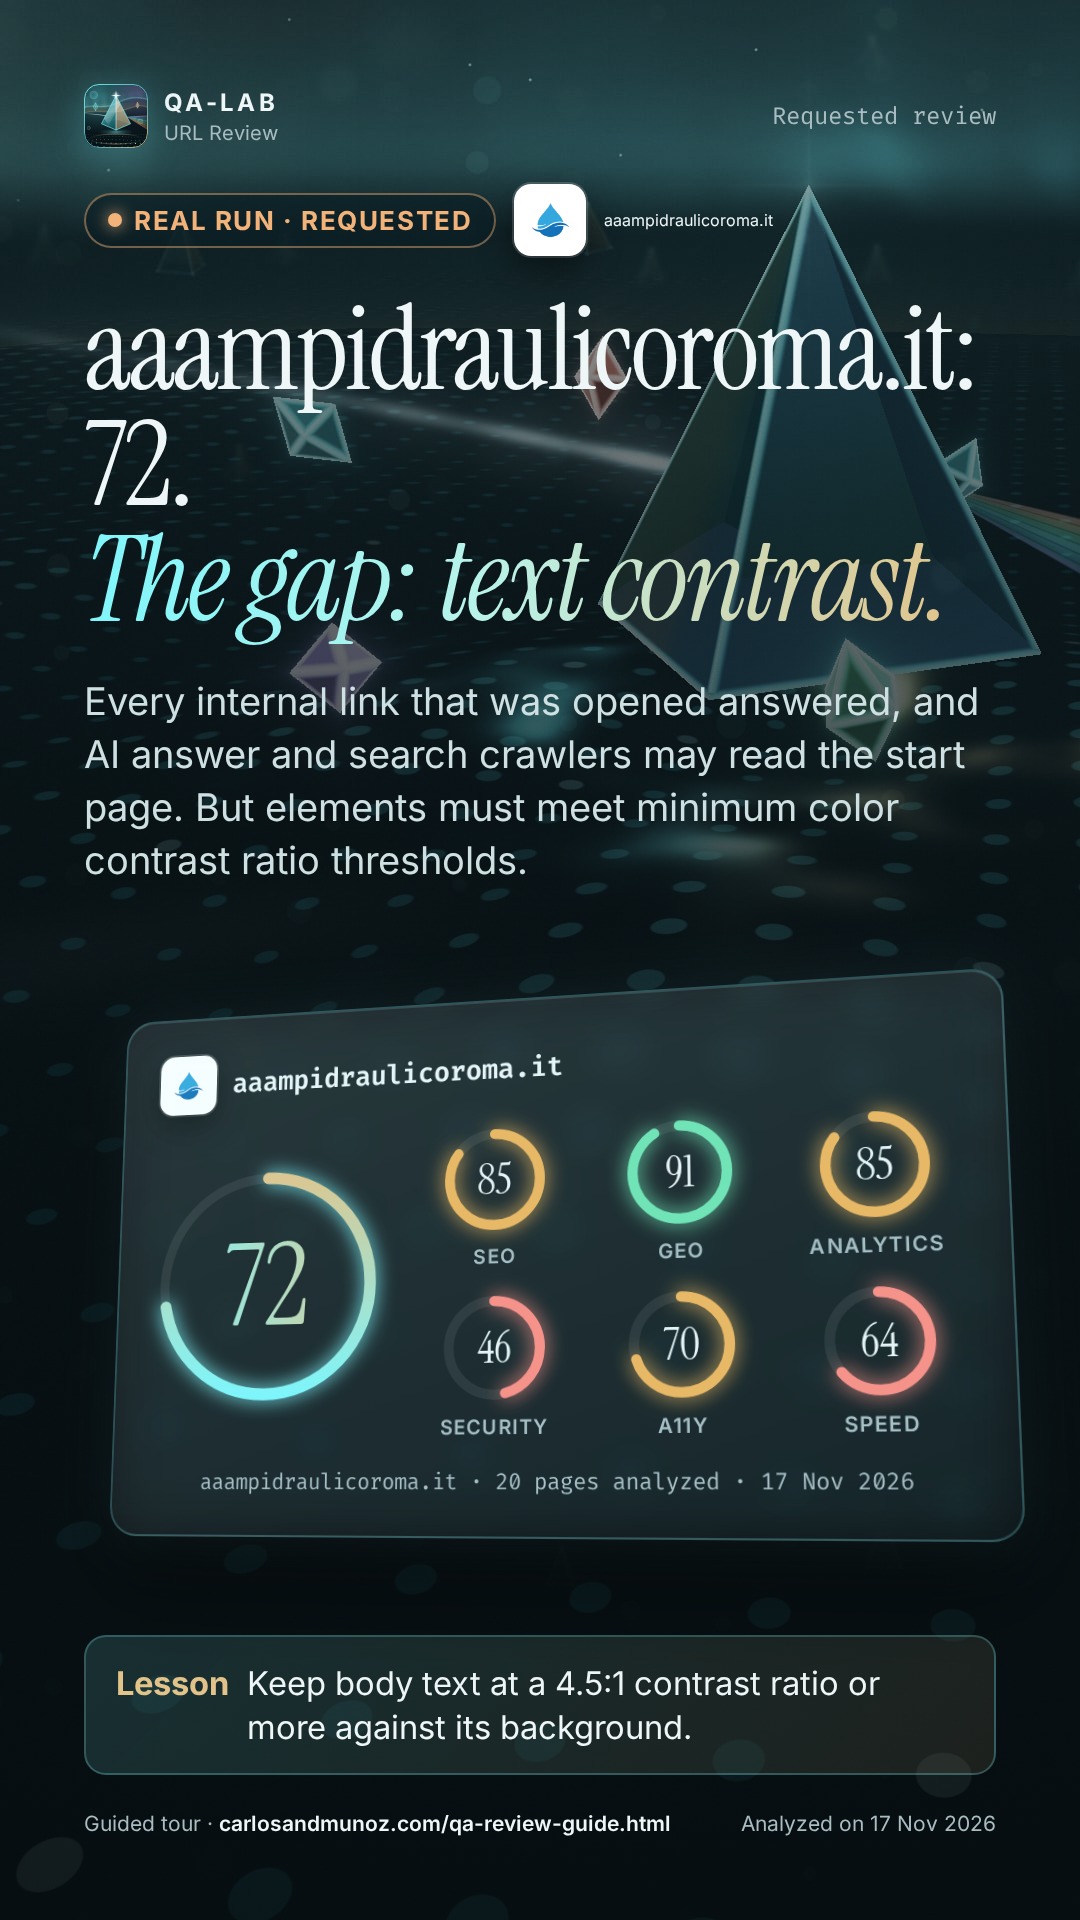 QA-LAB
URL Review
Requested review
REAL RUN · REQUESTED
aaampidraulicoroma.it
aaampidraulicoroma.it:
72.
The gap: text contrast.
Every internal link that was opened answered, and
AI answer and search crawlers may read the start
page. But elements must meet minimum color
contrast ratio thresholds.
aaampidraulicoroma.it
72
85
SEO
91
GEO
85
ANALYTICS
46
SECURITY
70
A11Y
64
SPEED
aaampidraulicoroma.it · 20 pages analyzed · 17 Nov 2026
Lesson Keep body text at a 4.5:1 contrast ratio or
more against its background.
Guided tour · carlosandmunoz.com/qa-review-guide.html
Analyzed on 17 Nov 2026